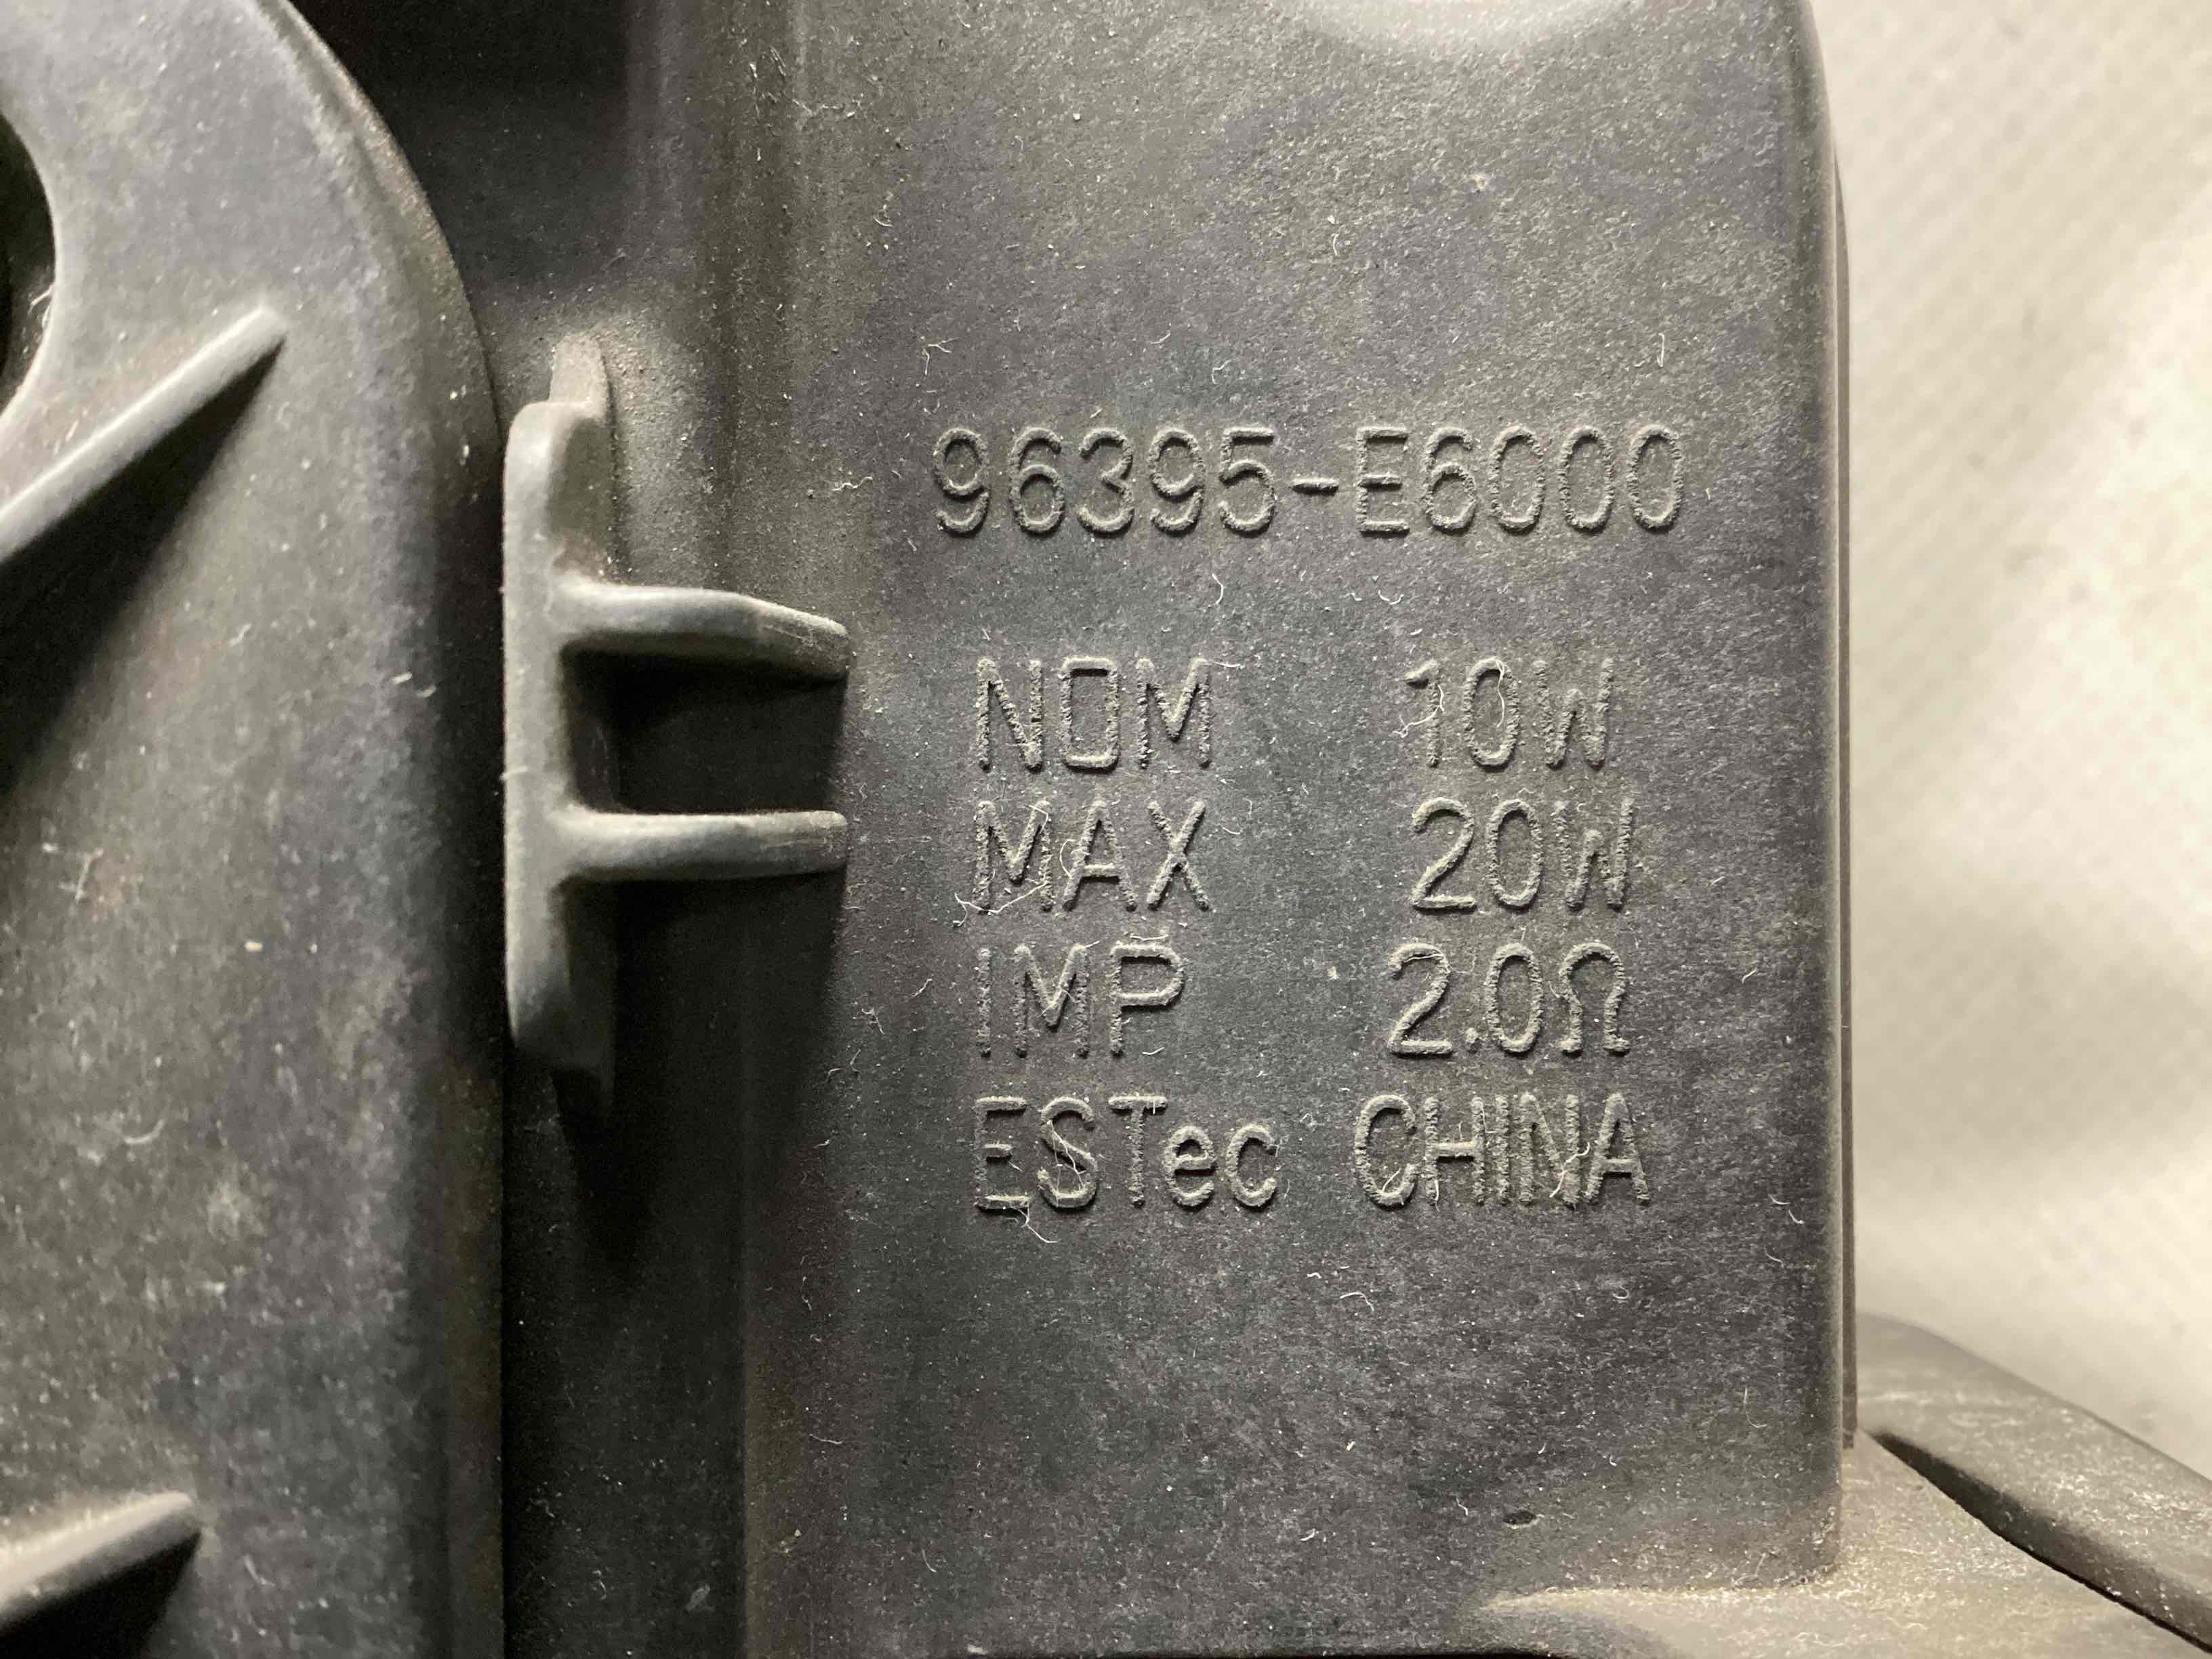 96395-E6000
NOM 10W
MAX 20W
IMP 2.0Ω
ESTec CHINA